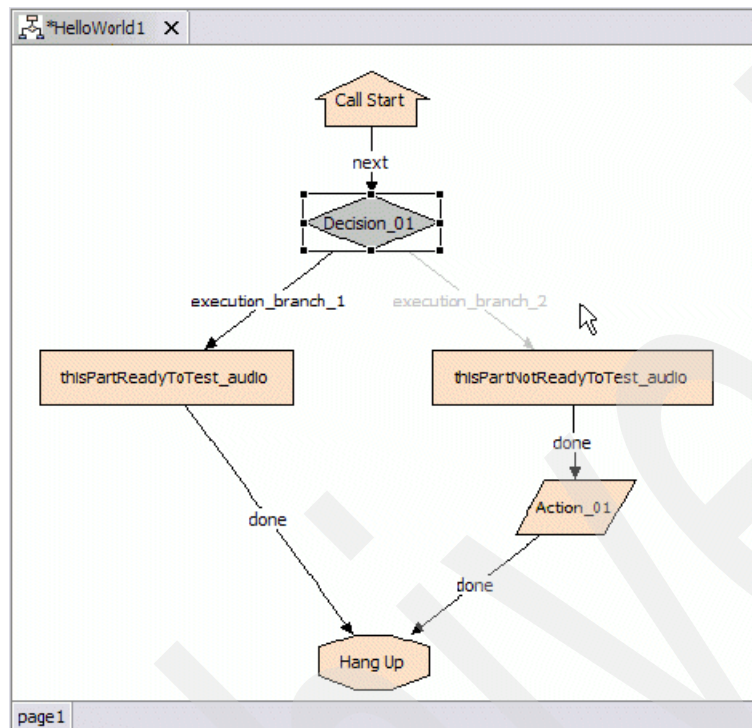 *HelloWorld1
Call Start
next
Decision_01
execution_branch_1
execution_branch_2
thisPartReadyToTest_audio
thisPartNotReadyToTest_audio
done
Action_01
done
done
Hang Up
page1